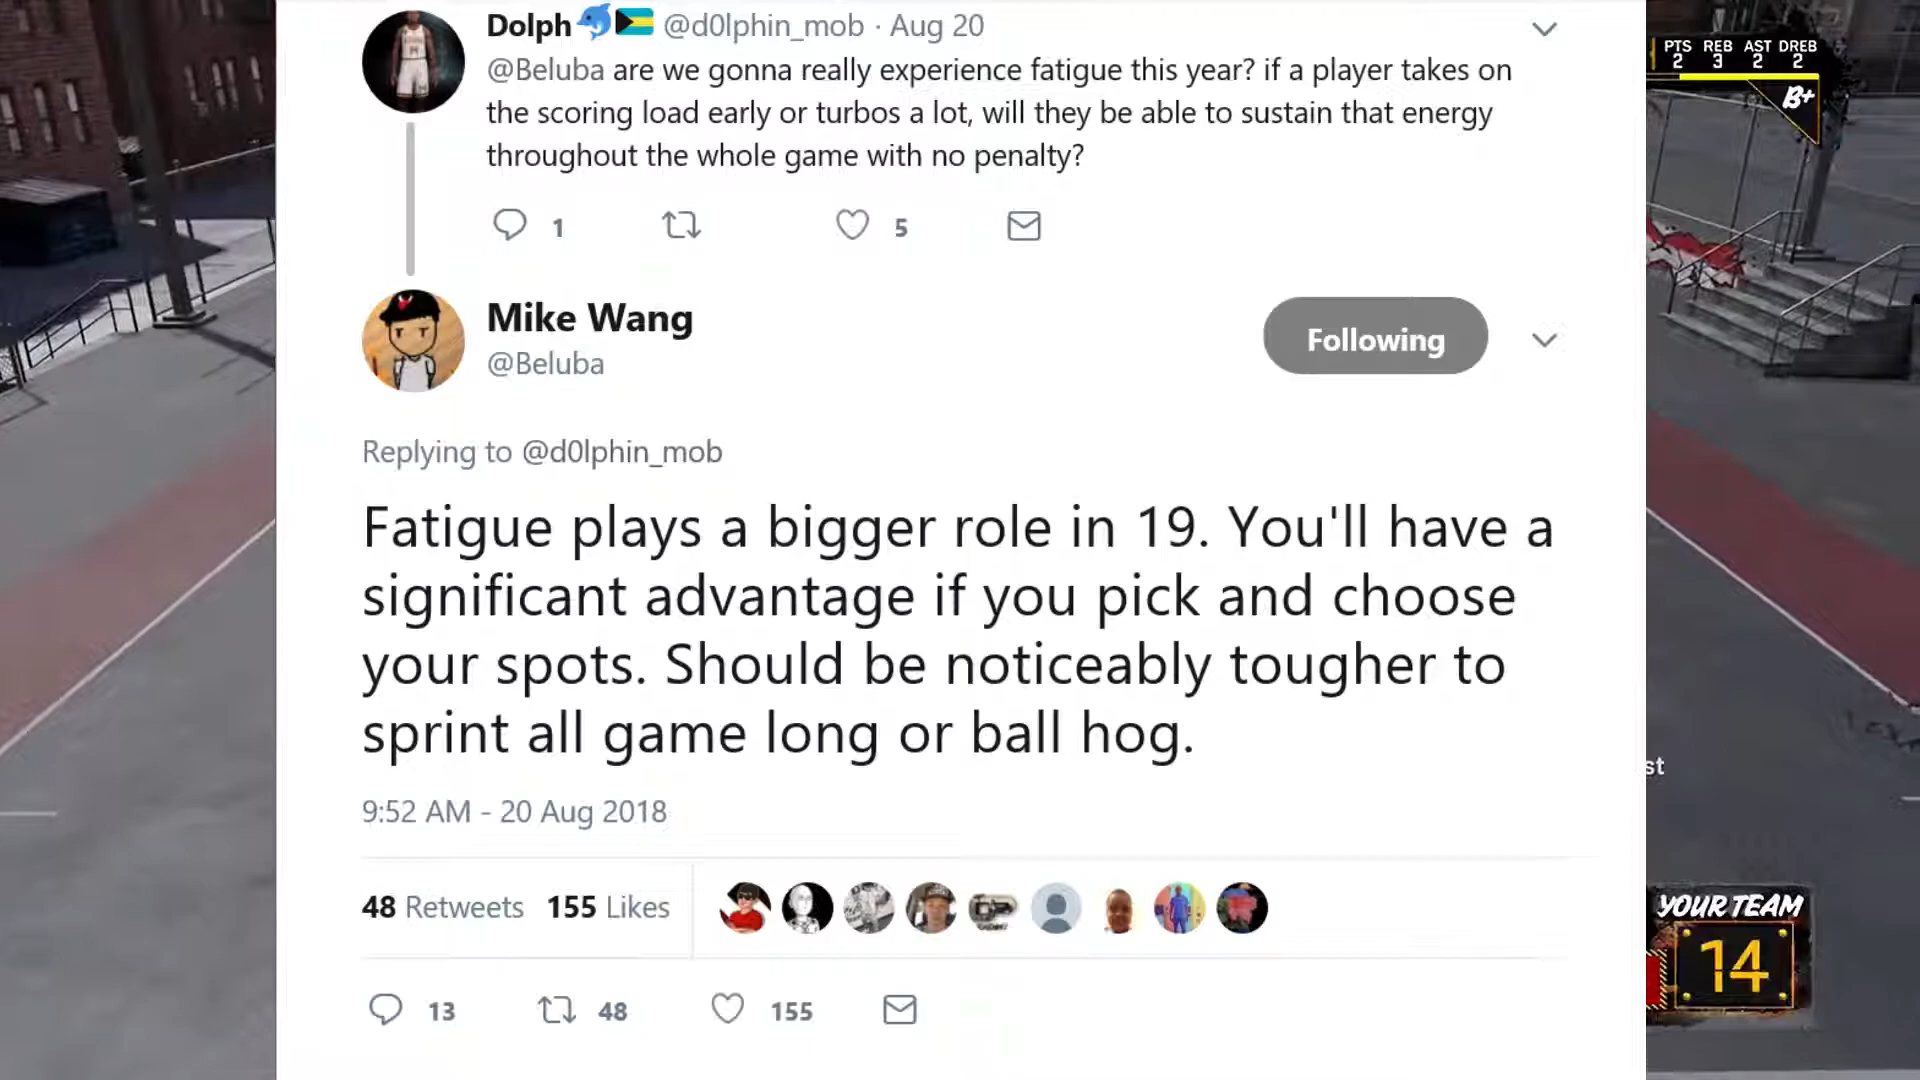 Dolph @d0lphin_mob · Aug 20
@Beluba are we gonna really experience fatigue this year? if a player takes on
the scoring load early or turbos a lot, will they be able to sustain that energy
throughout the whole game with no penalty?
1 5
Mike Wang
@Beluba
Following
Replying to @d0lphin_mob
Fatigue plays a bigger role in 19. You'll have a
significant advantage if you pick and choose
your spots. Should be noticeably tougher to
sprint all game long or ball hog.
9:52 AM - 20 Aug 2018
48 Retweets 155 Likes
13 48 155
PTS REB AST DREB
2 3 2 2
B+
st
YOUR TEAM
14